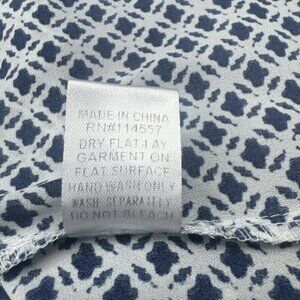 MADE IN CHINA
RN#114557
DRY FLAT-LAY
GARMENT ON
FLAT SURFACE
HAND WASH ONLY
WASH SEPARATELY
DO NOT BLEACH